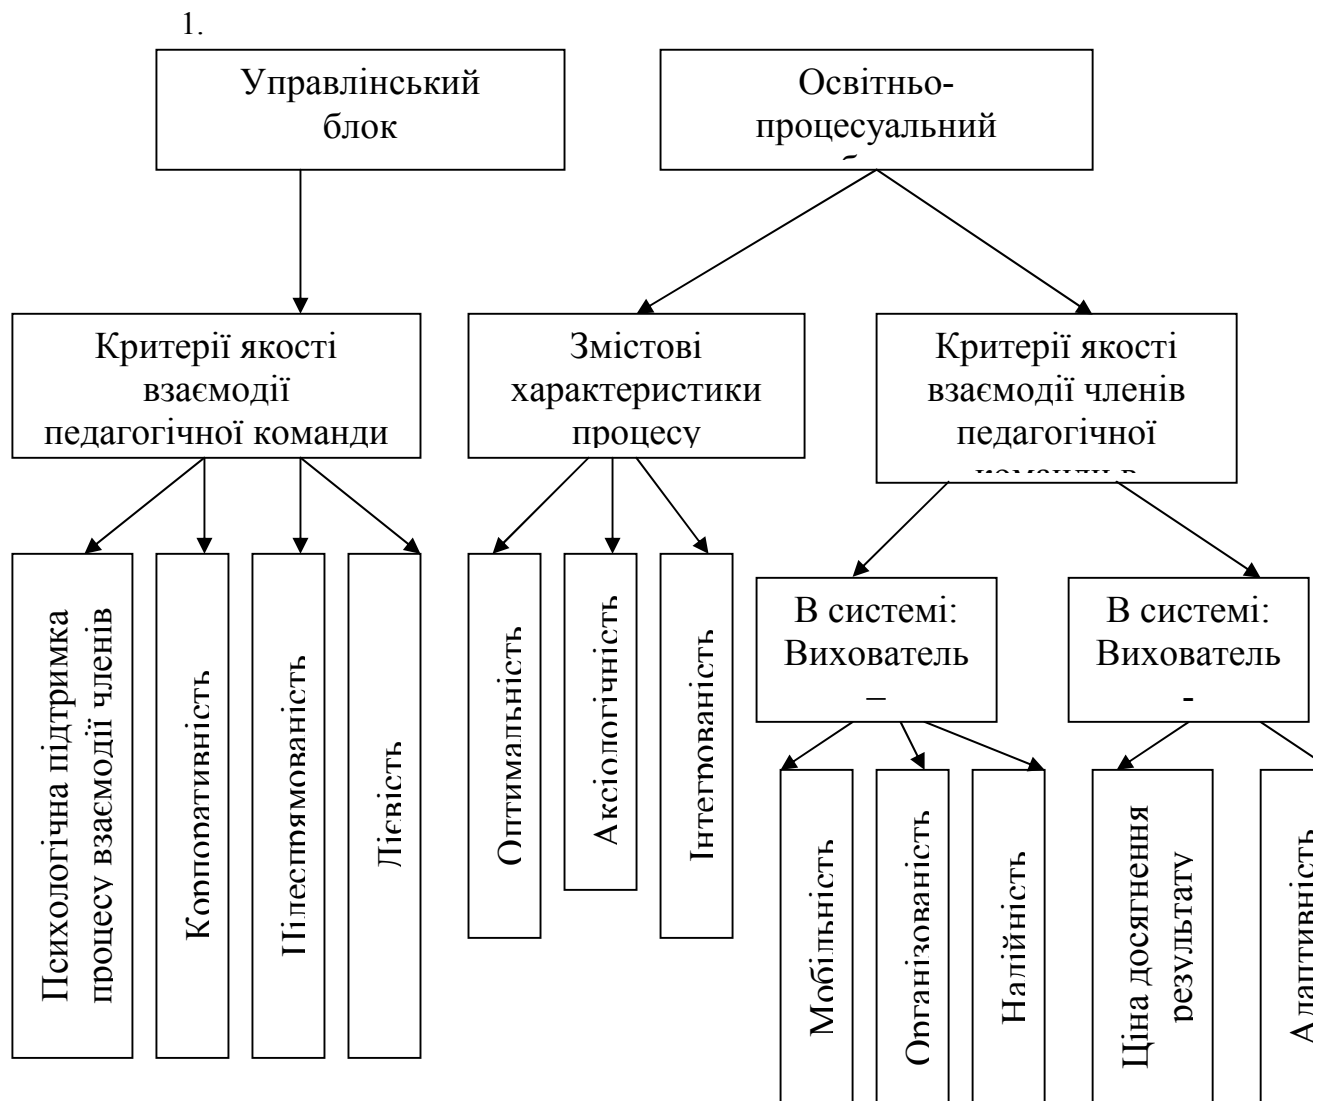 1.
Управлінський
блок
Освітньо-
процесуальний
Критерії якості
взаємодії
педагогічної команди
Змістові
характеристики
процесу
Критерії якості
взаємодії членів
педагогічної
команди в
В системі:
Вихователь
–
В системі:
Вихователь
-
Психологічна підтримка
процесу взаємодії членів
Корпоративність
Цілеспрямованість
Дієвість
Оптимальність
Аксіологічність
Інтегрованість
Мобільність
Організованість
Надійність
Ціна досягнення
результату
Адаптивність